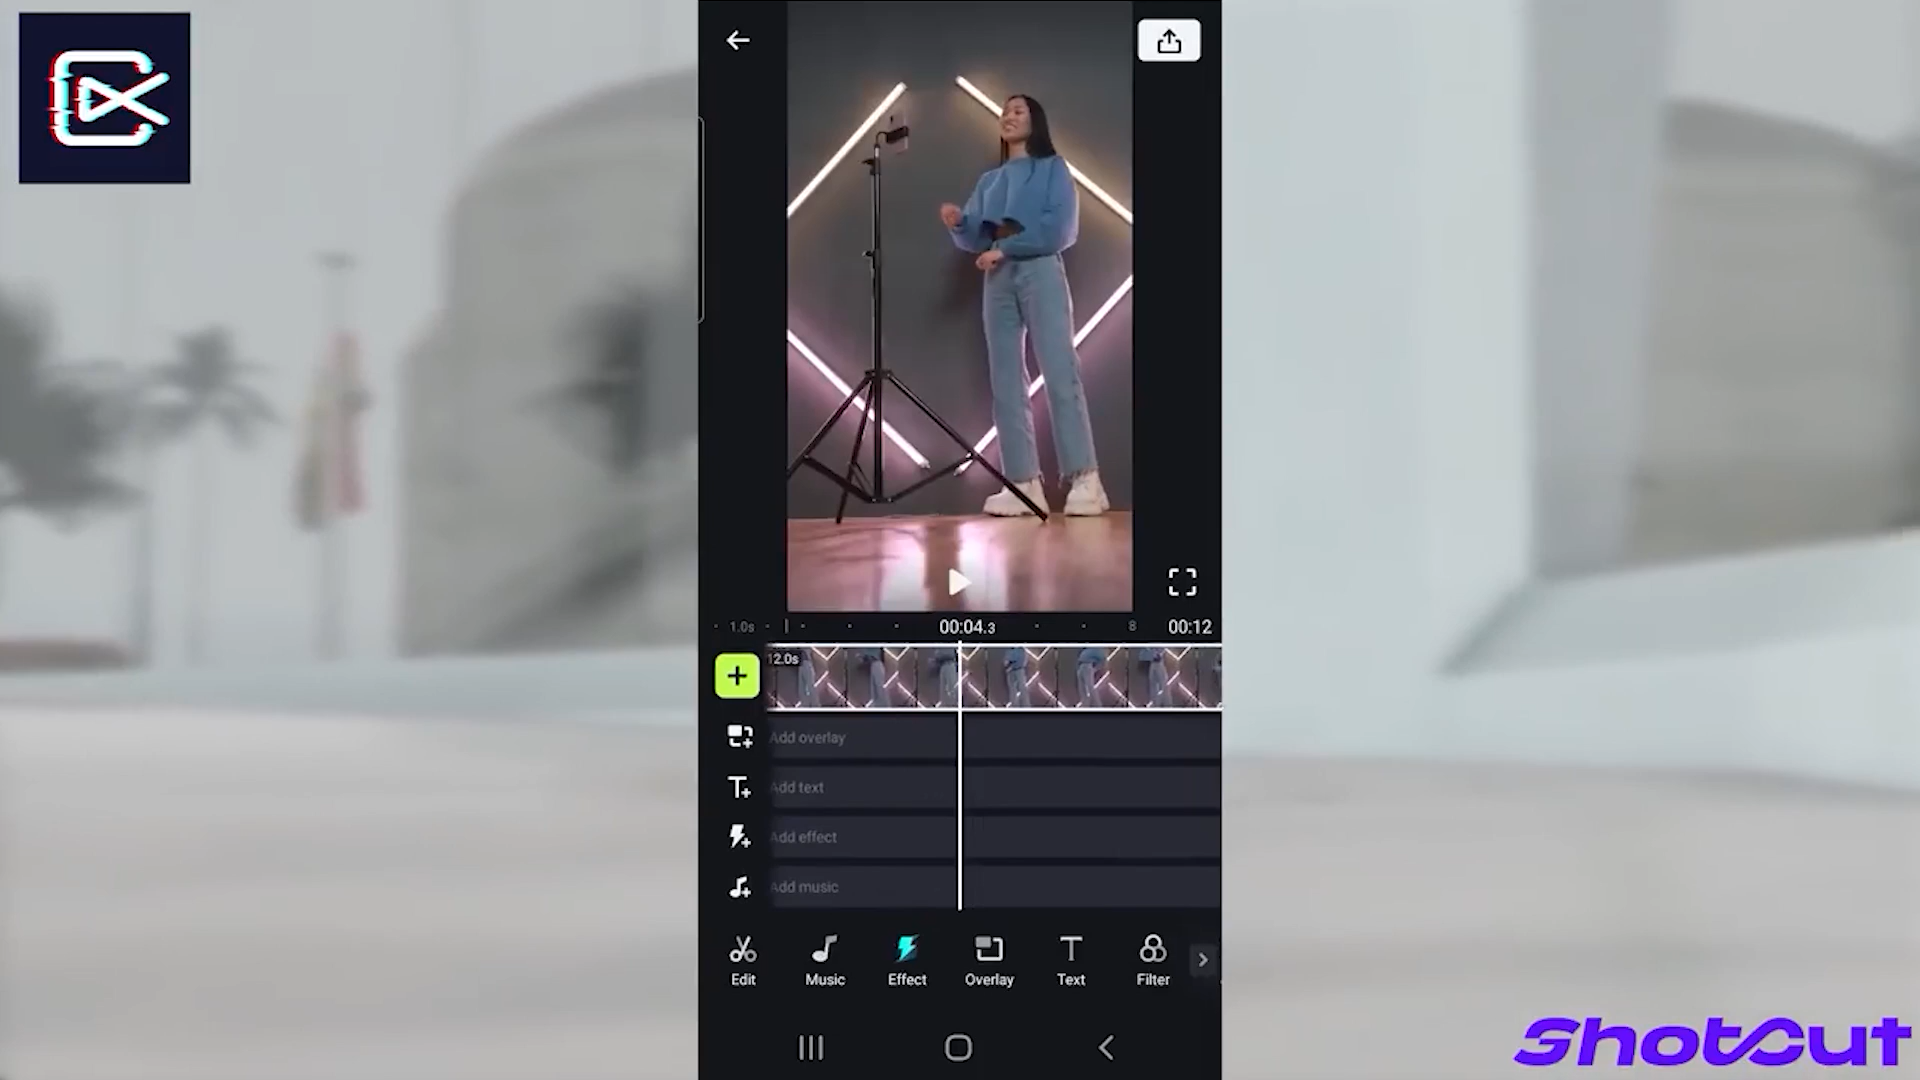 1.0s
00:04.3
8
00:12
12.0s
Add overlay
Add text
Add effect
Add music
Edit
Music
Effect
Overlay
Text
Filter
ShotCut